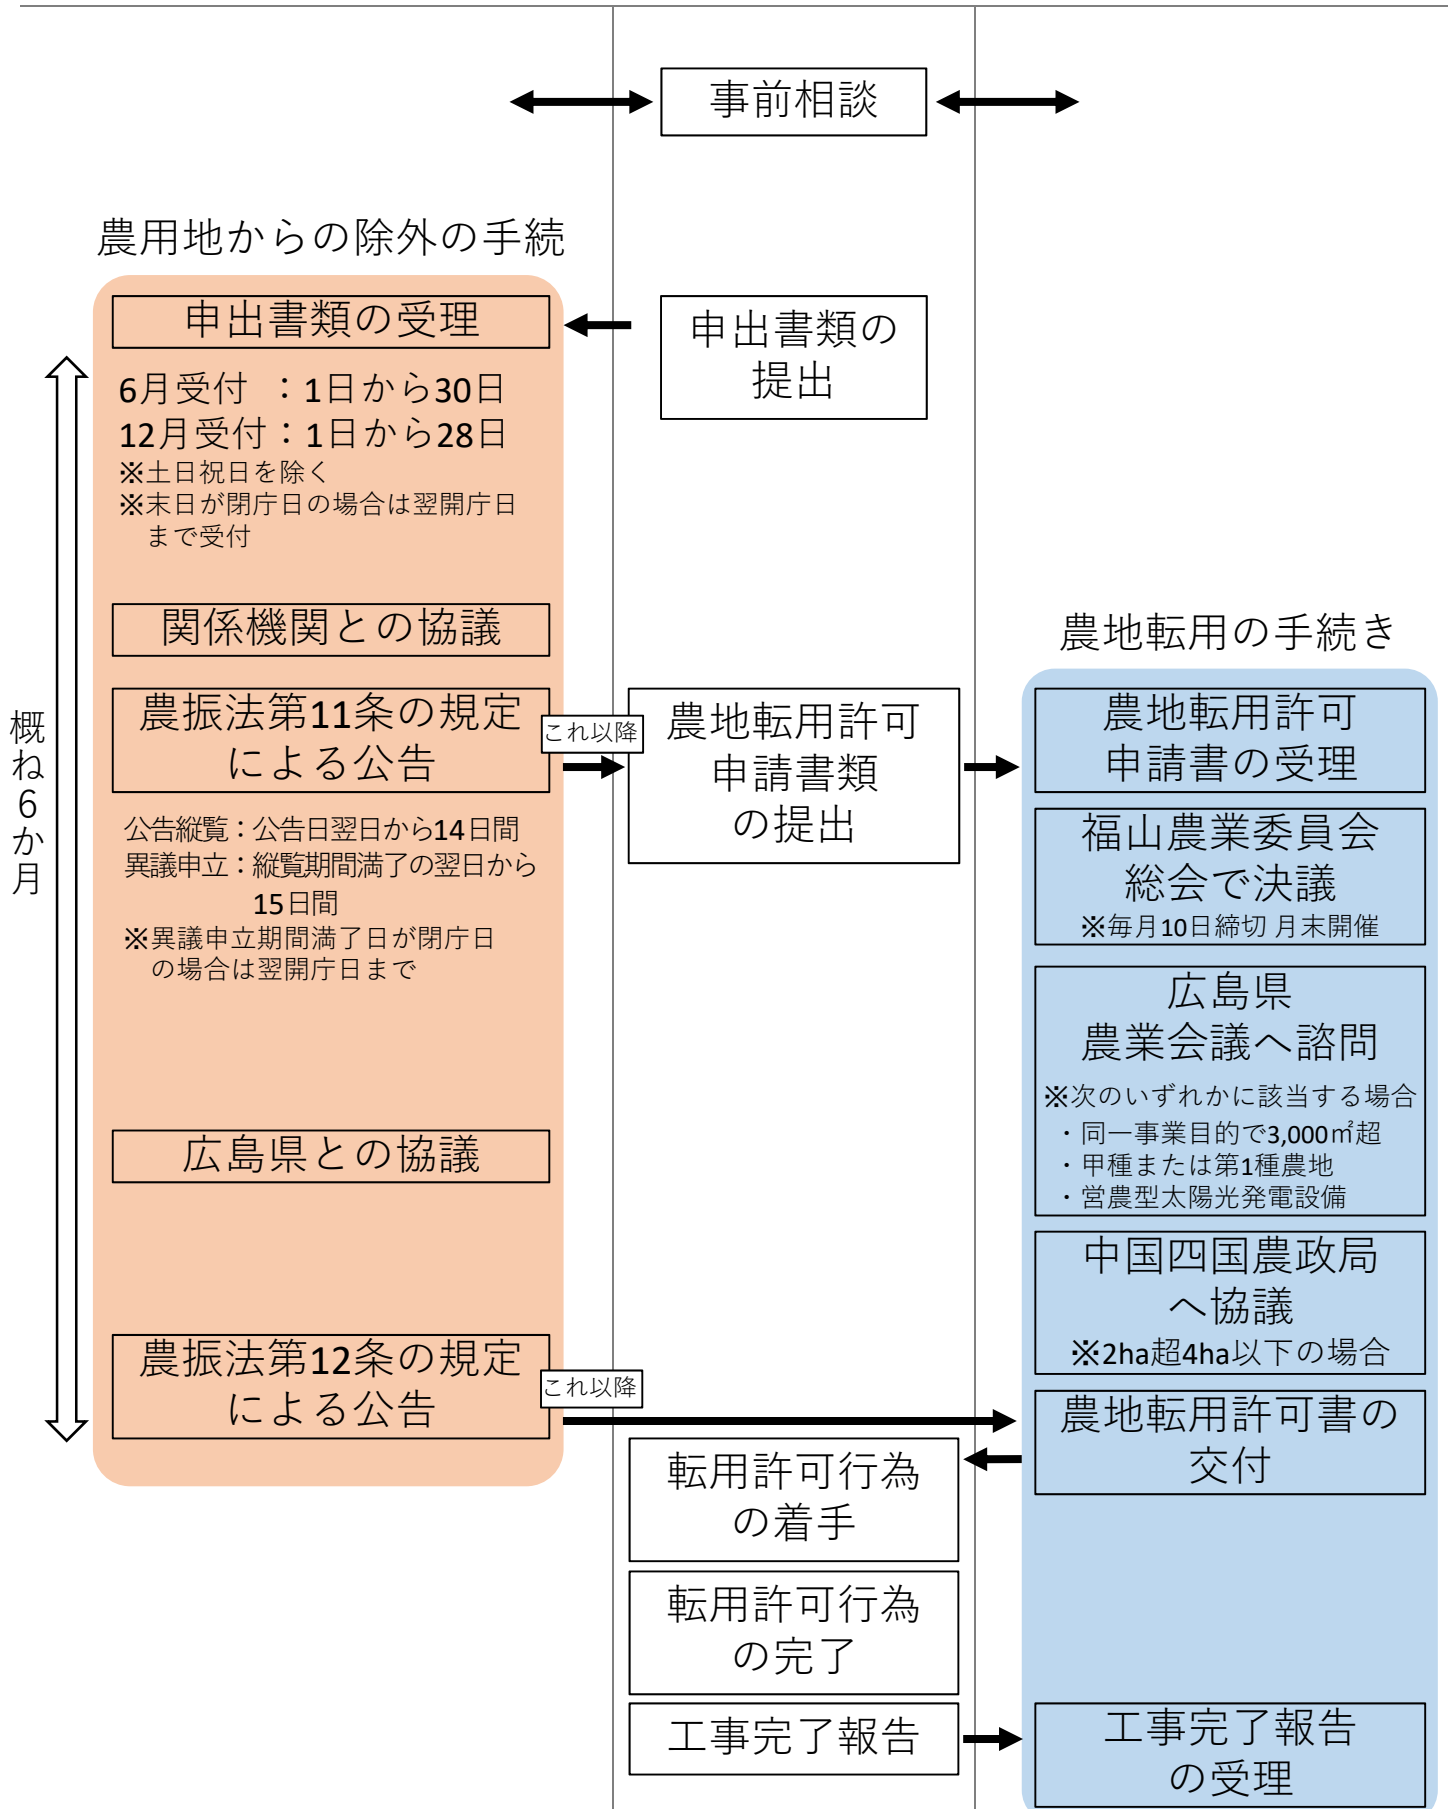 事前相談
農用地からの除外の手続
申出書類の受理
6月受付 ：1日から30日
12月受付：1日から28日
※土日祝日を除く
※末日が閉庁日の場合は翌開庁日
まで受付
申出書類の
提出
概ね６か月
関係機関との協議
農振法第11条の規定
による公告
これ以降
公告縦覧：公告日翌日から14日間
異議申立：縦覧期間満了の翌日から
15日間
※異議申立期間満了日が閉庁日
の場合は翌開庁日まで
広島県との協議
農振法第12条の規定
による公告
これ以降
農地転用許可
申請書類
の提出
農地転用の手続き
農地転用許可
申請書の受理
福山農業委員会
総会で決議
※毎月10日締切 月末開催
広島県
農業会議へ諮問
※次のいずれかに該当する場合
・同一事業目的で3,000㎡超
・甲種または第1種農地
・営農型太陽光発電設備
中国四国農政局
へ協議
※2ha超4ha以下の場合
農地転用許可書の
交付
転用許可行為
の着手
転用許可行為
の完了
工事完了報告
工事完了報告
の受理